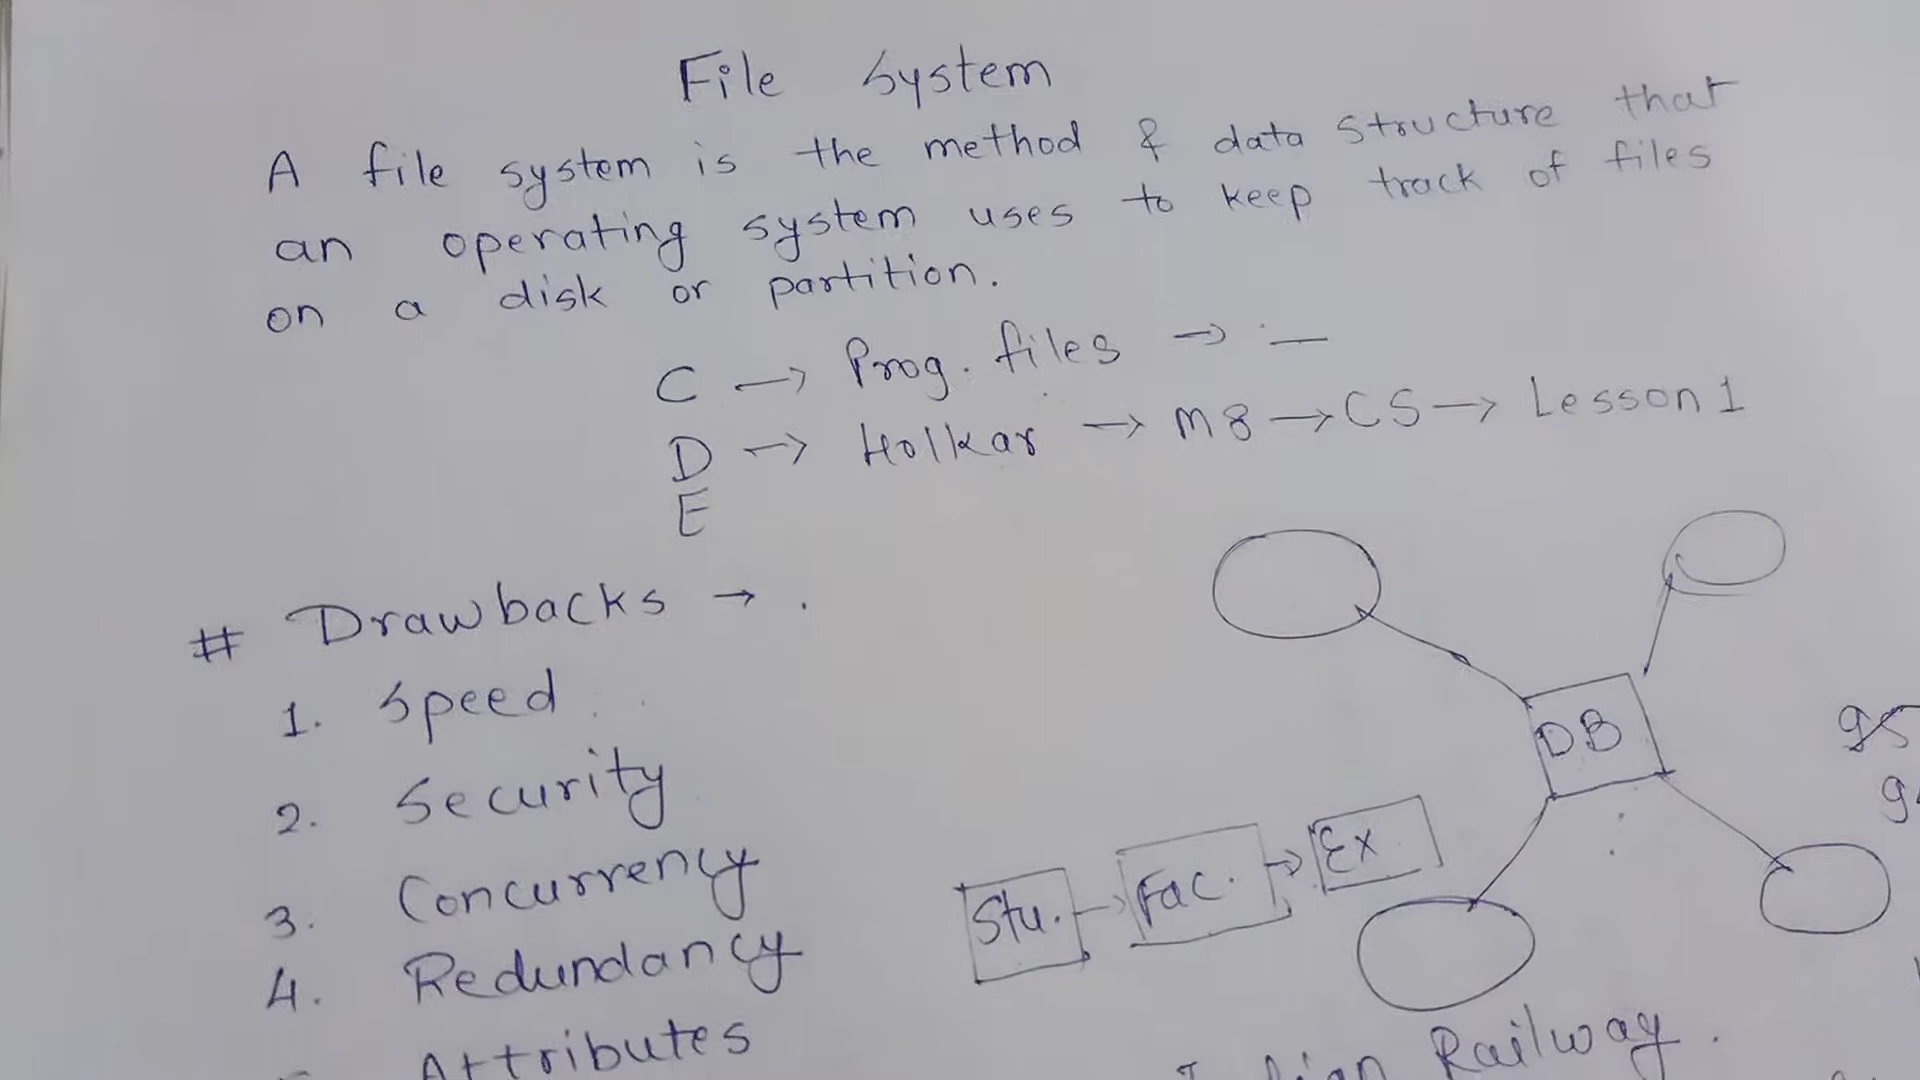 File System
A file system is the method & data structure that
an operating system uses to keep track of files
on a disk or partition.
C → Prog. files → —
D → Holkar → M8 → CS → Lesson 1
E
# Drawbacks →
1. Speed
2. Security
3. Concurrency
4. Redundancy
Attributes
DB
Stu. → Fac. → Ex.
95
Railway.